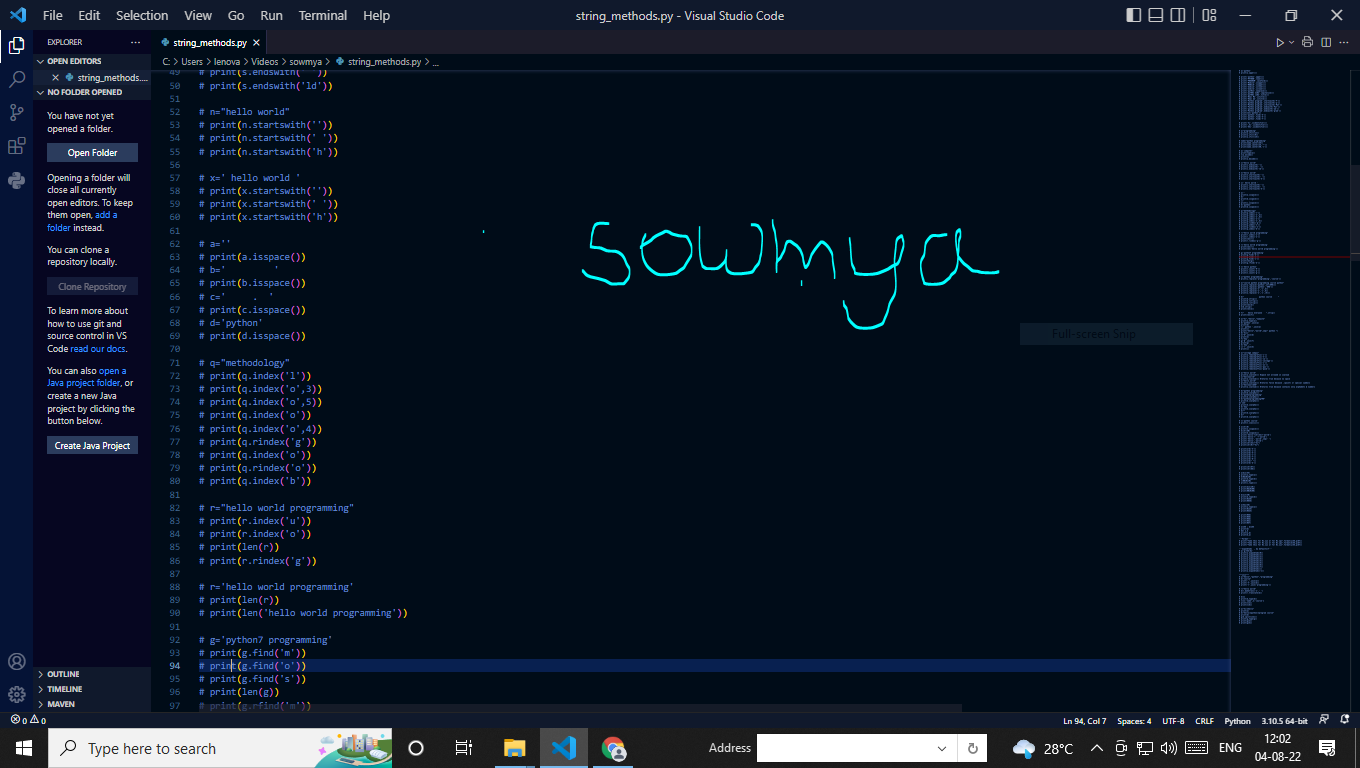 File Edit Selection View Go Run Terminal Help
string_methods.py - Visual Studio Code
EXPLORER
OPEN EDITORS
string_methods....
NO FOLDER OPENED
You have not yet
opened a folder.
Open Folder
Opening a folder will
close all currently
open editors. To keep
them open, add a
folder instead.
You can clone a
repository locally.
Clone Repository
To learn more about
how to use git and
source control in VS
Code read our docs.
You can also open a
Java project folder, or
create a new Java
project by clicking the
button below.
Create Java Project
OUTLINE
TIMELINE
MAVEN
string_methods.py
C: > Users > lenova > Videos > sowmya > string_methods.py > ...
49 # print(s.endswith(' '))
50 # print(s.endswith('ld'))
51
52 # n="hello world"
53 # print(n.startswith(''))
54 # print(n.startswith(' '))
55 # print(n.startswith('h'))
56
57 # x=' hello world '
58 # print(x.startswith(''))
59 # print(x.startswith(' '))
60 # print(x.startswith('h'))
61
62 # a=''
63 # print(a.isspace())
64 # b='        '
65 # print(b.isspace())
66 # c='    .  '
67 # print(c.isspace())
68 # d='python'
69 # print(d.isspace())
70
71 # q="methodology"
72 # print(q.index('l'))
73 # print(q.index('o',3))
74 # print(q.index('o',5))
75 # print(q.index('o'))
76 # print(q.index('o',4))
77 # print(q.rindex('g'))
78 # print(q.index('o'))
79 # print(q.rindex('o'))
80 # print(q.index('b'))
81
82 # r="hello world programming"
83 # print(r.index('u'))
84 # print(r.index('o'))
85 # print(len(r))
86 # print(r.rindex('g'))
87
88 # r='hello world programming'
89 # print(len(r))
90 # print(len('hello world programming'))
91
92 # g='python7 programming'
93 # print(g.find('m'))
94 # print(g.find('o'))
95 # print(g.find('s'))
96 # print(len(g))
97 # print(g.rfind('m'))
sowmya
Full-screen Snip
0 0
Ln 94, Col 7 Spaces: 4 UTF-8 CRLF Python 3.10.5 64-bit
Type here to search
Address
28°C
ENG
12:02
04-08-22